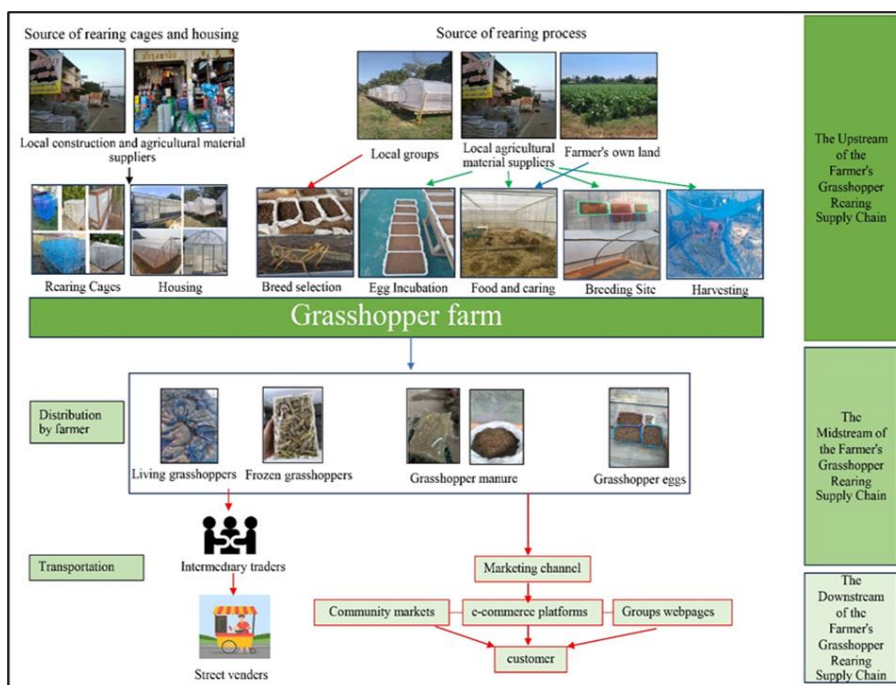 Source of rearing cages and housing
Source of rearing process
Local construction and agricultural material
suppliers
Local groups
Local agricultural
material suppliers
Farmer's own land
Rearing Cages
Housing
Breed selection
Egg Incubation
Food and caring
Breeding Site
Harvesting
Grasshopper farm
The Upstream
of the
Farmer's
Grasshopper
Rearing
Supply Chain
Distribution
by farmer
Living grasshoppers
Frozen grasshoppers
Grasshopper manure
Grasshopper eggs
The
Midstream of
the Farmer's
Grasshopper
Rearing
Supply Chain
Transportation
Intermediary traders
Street venders
Marketing channel
Community markets
e-commerce platforms
Groups webpages
customer
The
Downstream
of the
Farmer's
Grasshopper
Rearing
Supply Chain